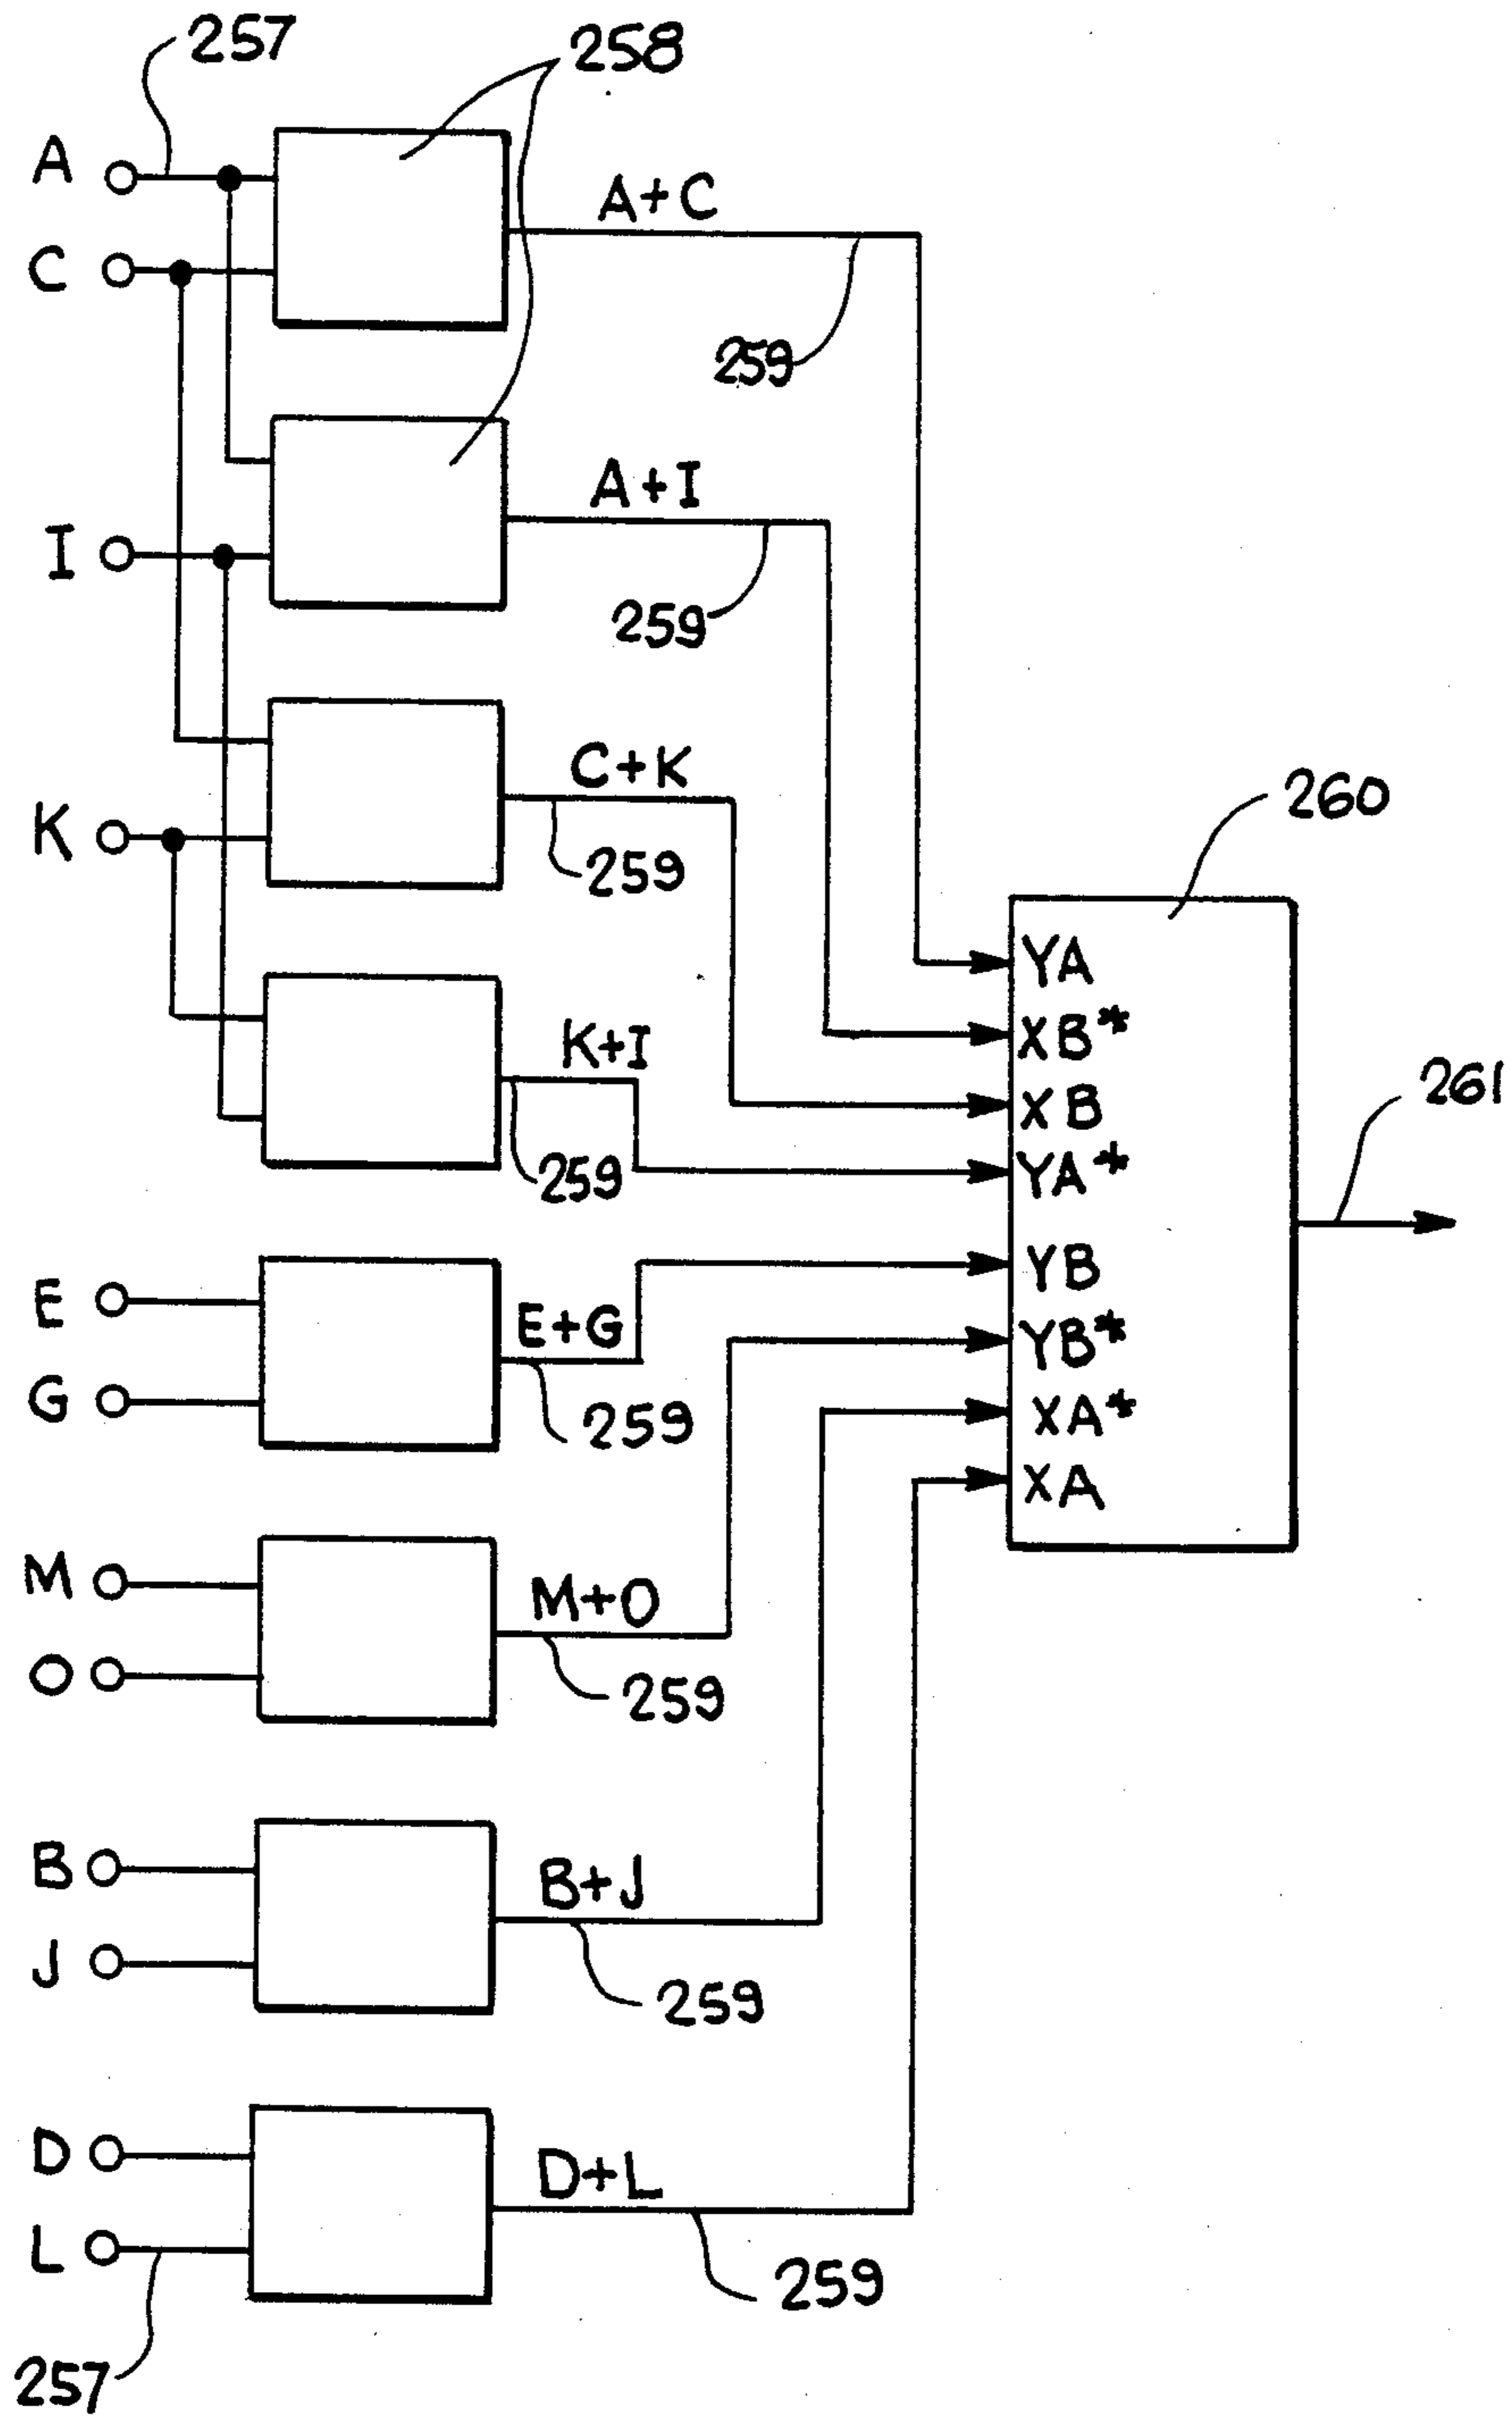 257
258
A
A+C
C
259
A+I
I
259
C+K
260
K
259
YA
XB*
K+I
261
XB
YA*
259
YB
E
E+G
YB*
G
259
XA*
XA
M
M+O
O
259
B
B+J
J
259
D
D+L
L
259
257